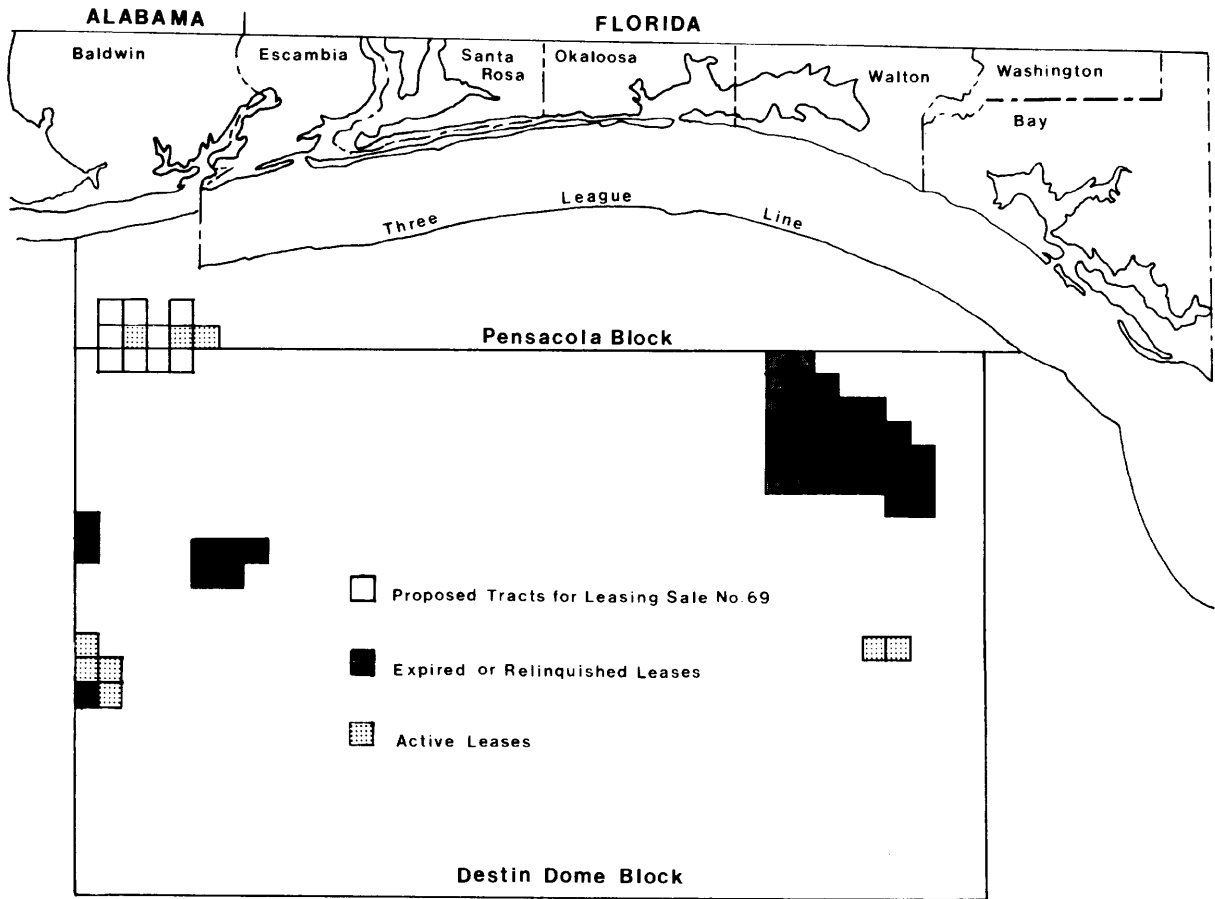 ALABAMA
FLORIDA
Baldwin
Escambia
Santa
Rosa
Okaloosa
Walton
Washington
Bay
Three League Line
Pensacola Block
Proposed Tracts for Leasing Sale No. 69
Expired or Relinquished Leases
Active Leases
Destin Dome Block